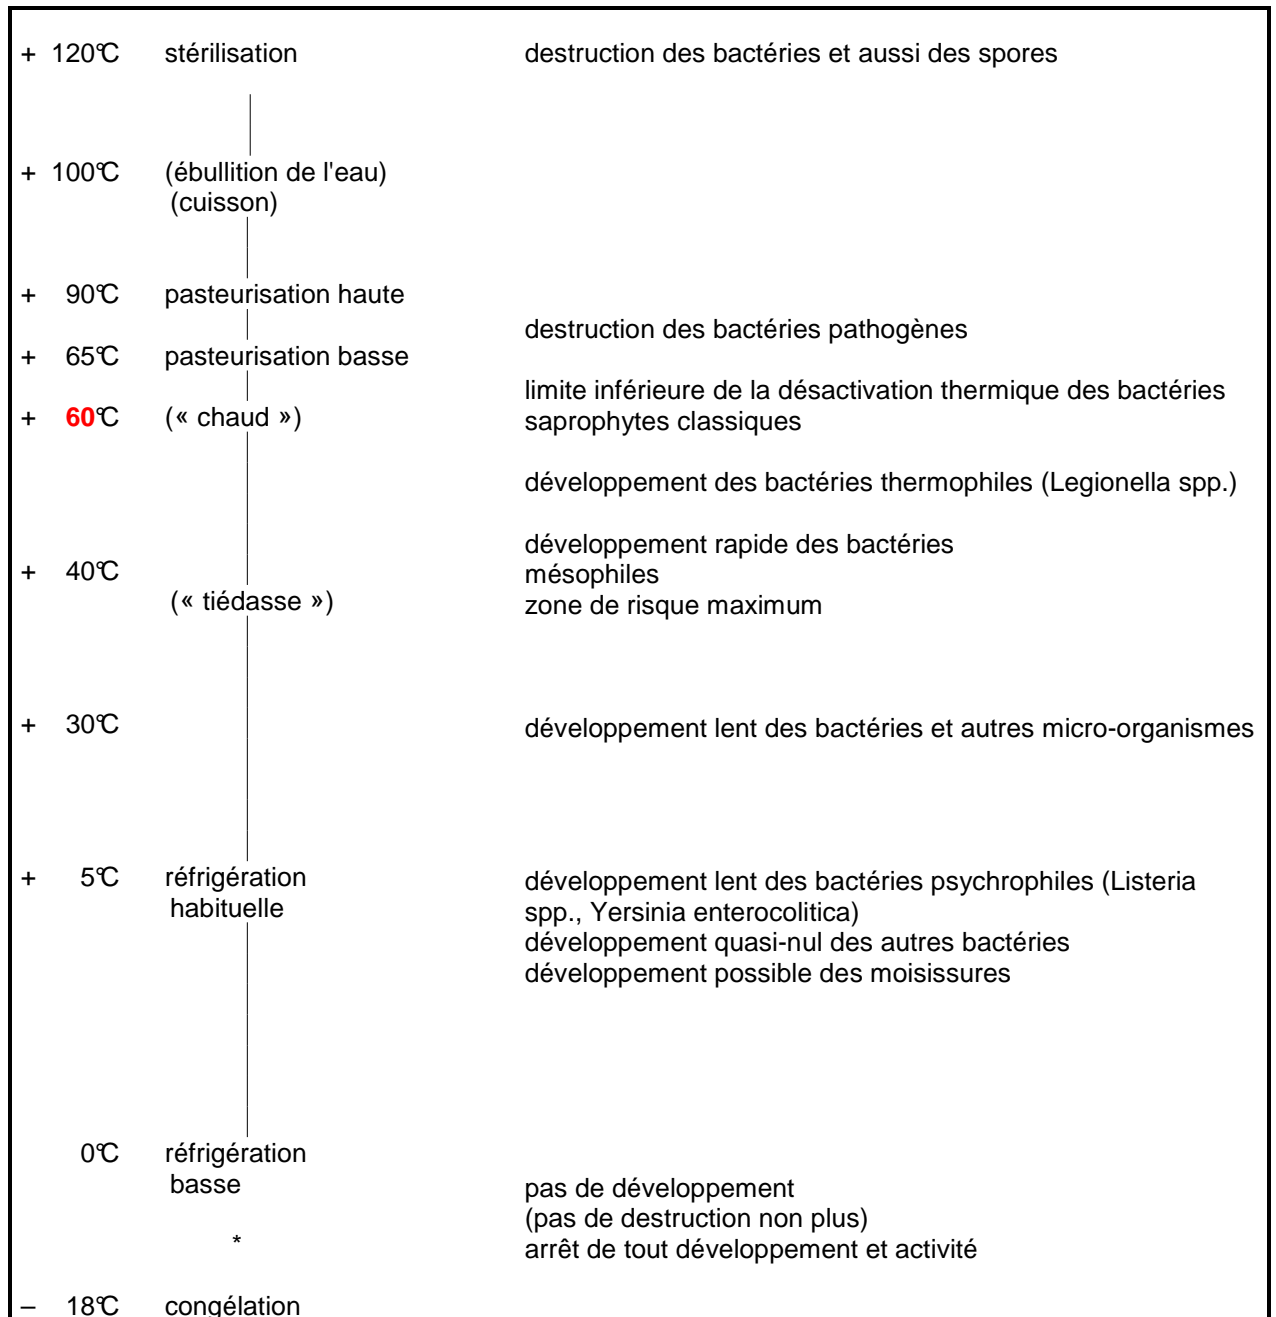 + 120°C stérilisation destruction des bactéries et aussi des spores
+ 100°C (ébullition de l'eau)
(cuisson)
+ 90°C pasteurisation haute
destruction des bactéries pathogènes
+ 65°C pasteurisation basse
limite inférieure de la désactivation thermique des bactéries
+ 60°C (« chaud ») saprophytes classiques
développement des bactéries thermophiles (Legionella spp.)
développement rapide des bactéries
+ 40°C mésophiles
(« tiédasse ») zone de risque maximum
+ 30°C développement lent des bactéries et autres micro-organismes
+ 5°C réfrigération développement lent des bactéries psychrophiles (Listeria
habituelle spp., Yersinia enterocolitica)
développement quasi-nul des autres bactéries
développement possible des moisissures
0°C réfrigération
basse pas de développement
(pas de destruction non plus)
* arrêt de tout développement et activité
– 18°C congélation